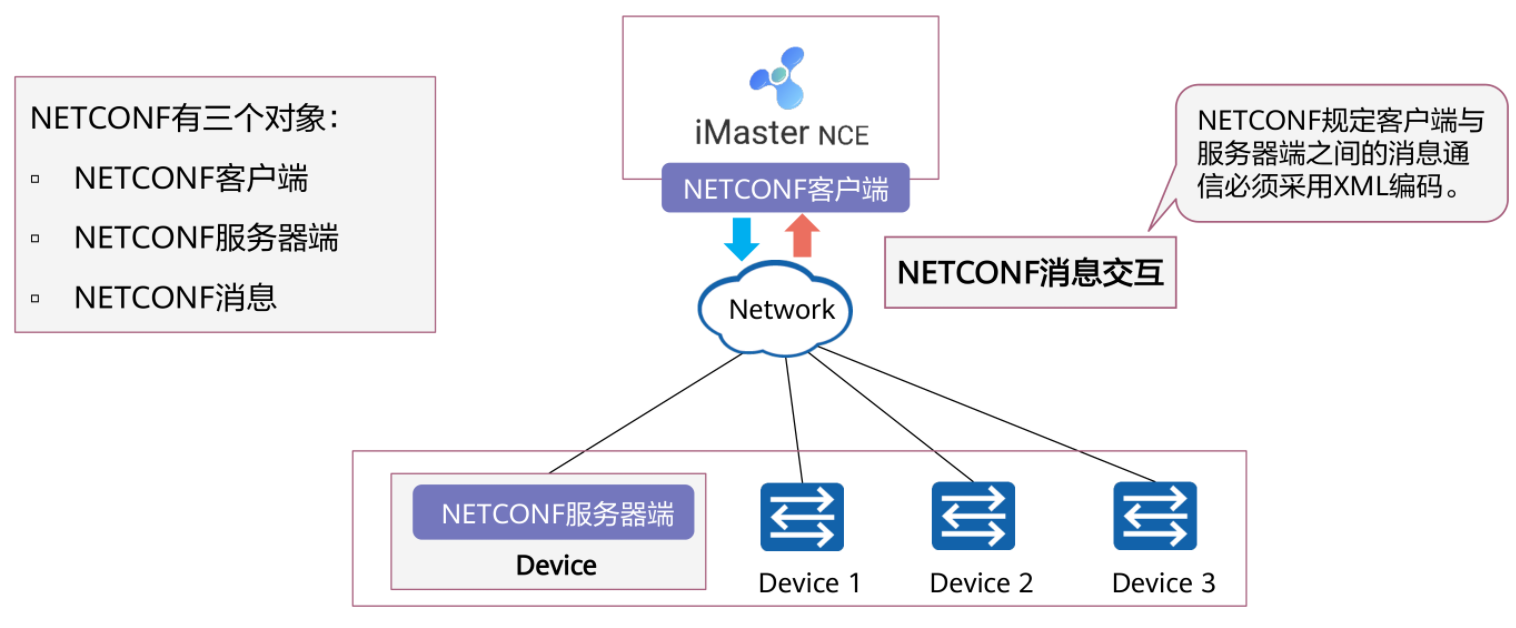 NETCONF有三个对象：
▫ NETCONF客户端
▫ NETCONF服务器端
▫ NETCONF消息
iMaster NCE
NETCONF客户端
NETCONF规定客户端与
服务器端之间的消息通
信必须采用XML编码。
NETCONF消息交互
Network
NETCONF服务器端
Device
Device 1
Device 2
Device 3